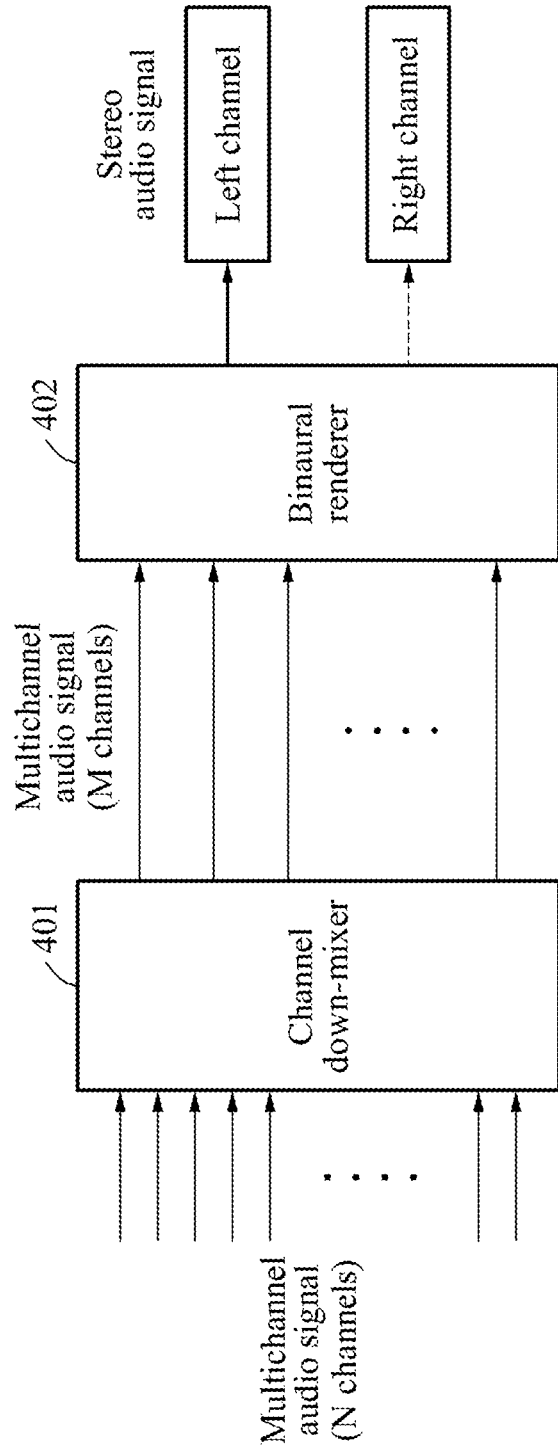 Multichannel
audio signal
(N channels)
401
Channel
down-mixer
Multichannel
audio signal
(M channels)
402
Binaural
renderer
Stereo
audio signal
Left channel
Right channel